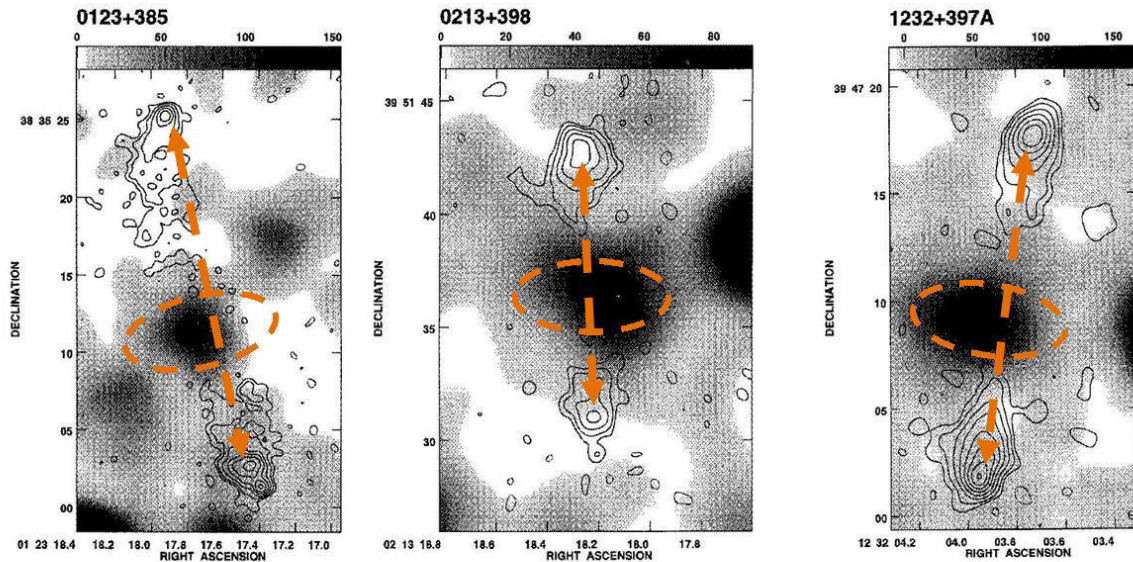 0123+385
0 50 100 150
38 35 25
20
15
10
05
00
DECLINATION
01 23 18.4 18.2 18.0 17.8 17.6 17.4 17.2 17.0
RIGHT ASCENSION
0213+398
0 20 40 60 80
39 51 45
40
35
30
DECLINATION
02 13 18.8 18.6 18.4 18.2 18.0 17.8
RIGHT ASCENSION
1232+397A
0 50 100 150
39 47 20
15
10
05
00
DECLINATION
12 32 04.2 04.0 03.8 03.6 03.4
RIGHT ASCENSION